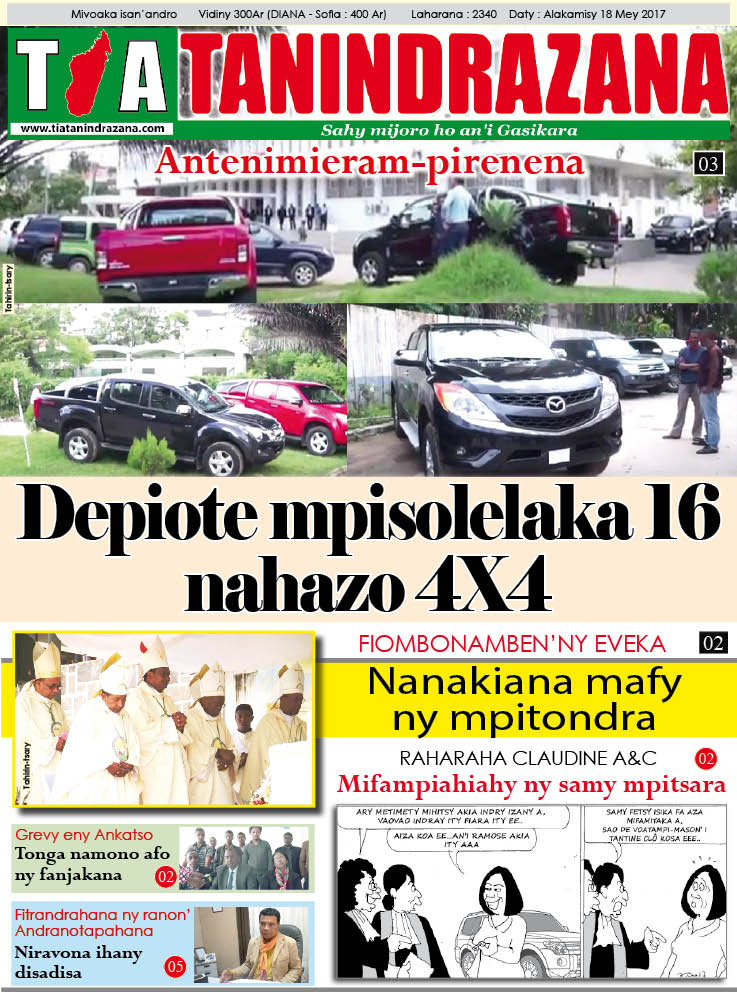 Mivoaka isan'andro Vidiny 300Ar (DIANA - Sofia : 400 Ar) Laharana : 2340 Daty : Alakamisy 18 Mey 2017
TIA TANINDRAZANA
www.tiatanindrazana.com
Sahy mijoro ho an'i Gasikara
Antenimieram-pirenena
03
Tahirin-tsary
Depiote mpisolelaka 16
nahazo 4X4
FIOMBONAMBEN'NY EVEKA
02
Nanakiana mafy
ny mpitondra
Tahirin-tsary
RAHARAHA CLAUDINE A&C
02
Mifampiahiahy ny samy mpitsara
Grevy eny Ankatso
Tonga namono afo
ny fanjakana
02
Fitrandrahana ny ranon'
Andranotapahana
Niravona ihany
disadisa
05
ARY METIMETY MIHITSY AKIA INDRY IZANY A,
VAOVAO INDRAY ITY FIARA ITY EE..
AIZA KOA EE...AN'I RAMOSE AKIA
ITY AAA
SAMY FETSY ISIKA FA AZA
MIFAMITAKA A,
SAO DE VOATAMPI-MASON' I
TANTINE CLÔ KOSA EEE...